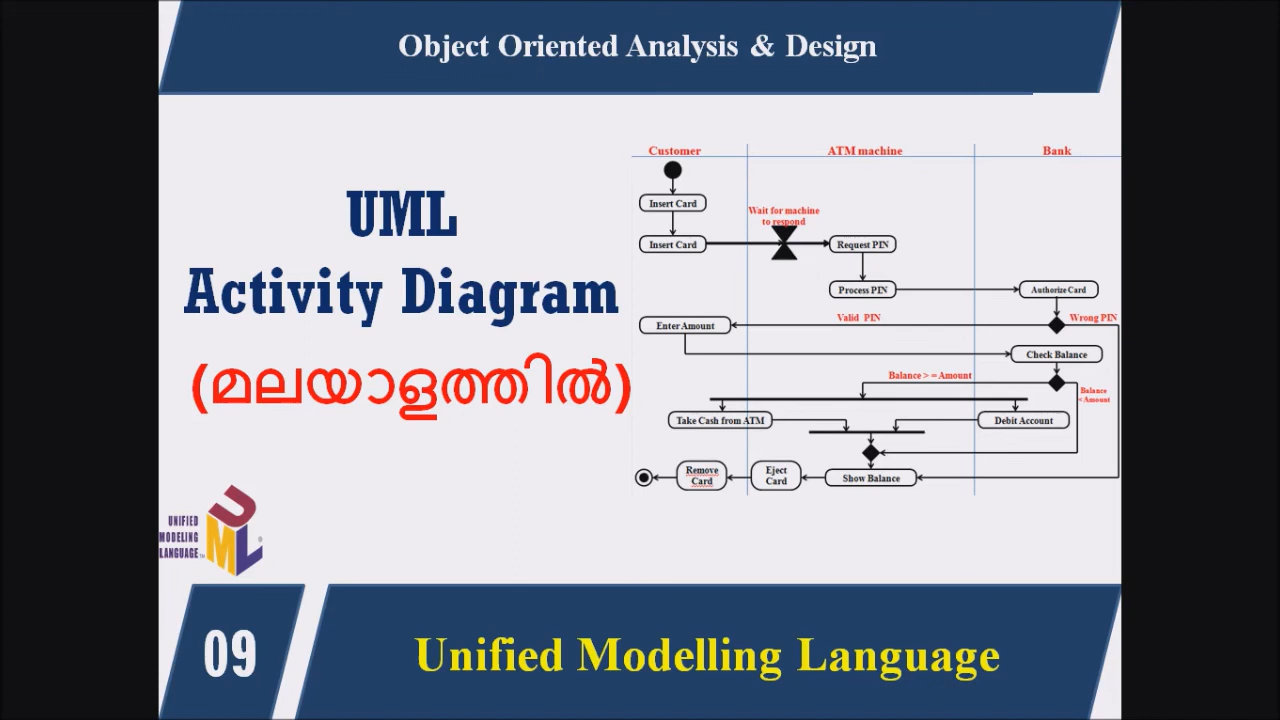 Object Oriented Analysis & Design
UML
Activity Diagram
(മലയാളത്തിൽ)
Customer
ATM machine
Bank
Insert Card
Wait for machine
to respond
Insert Card
Request PIN
Process PIN
Authorize Card
Valid PIN
Wrong PIN
Enter Amount
Check Balance
Balance > = Amount
Balance
< Amount
Take Cash from ATM
Debit Account
Remove
Card
Eject
Card
Show Balance
UNIFIED
MODELING
LANGUAGE™
UML®
09
Unified Modelling Language